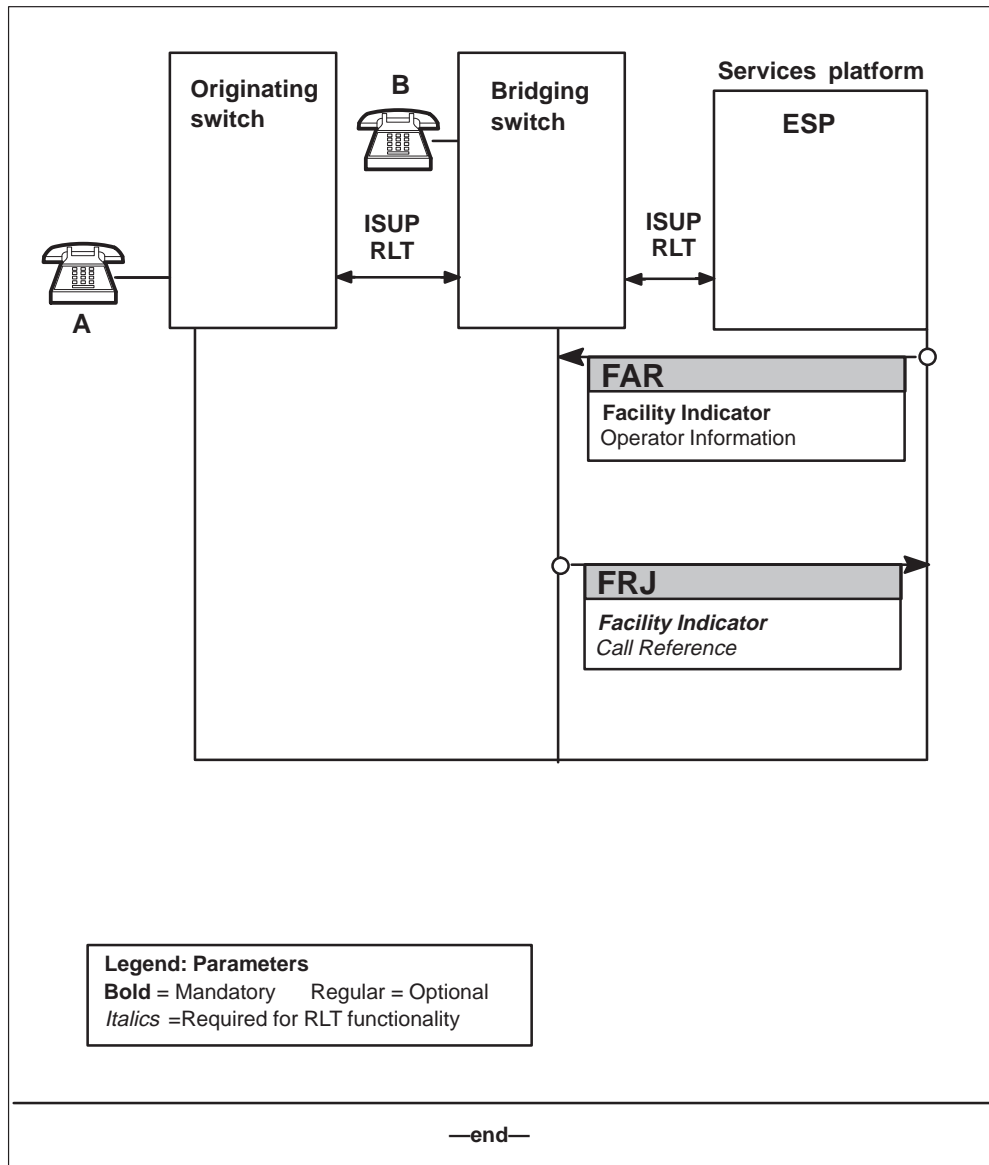 Originating
switch
B
Bridging
switch
Services platform
ESP
ISUP
RLT
ISUP
RLT
A
FAR
Facility Indicator
Operator Information
FRJ
Facility Indicator
Call Reference
Legend: Parameters
Bold = Mandatory Regular = Optional
Italics =Required for RLT functionality
—end—